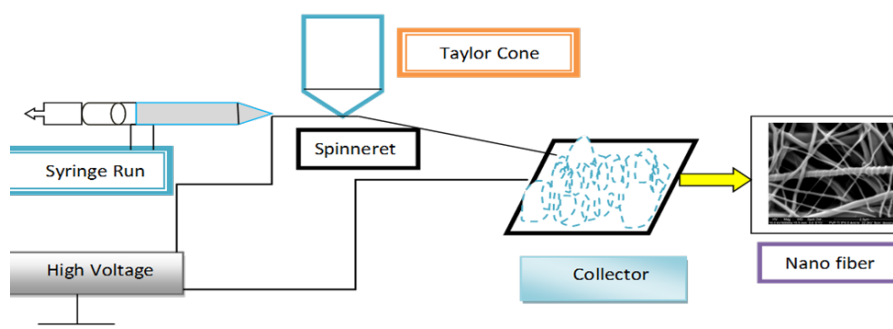 Taylor Cone
Spinneret
Syringe Run
High Voltage
Collector
Nano fiber